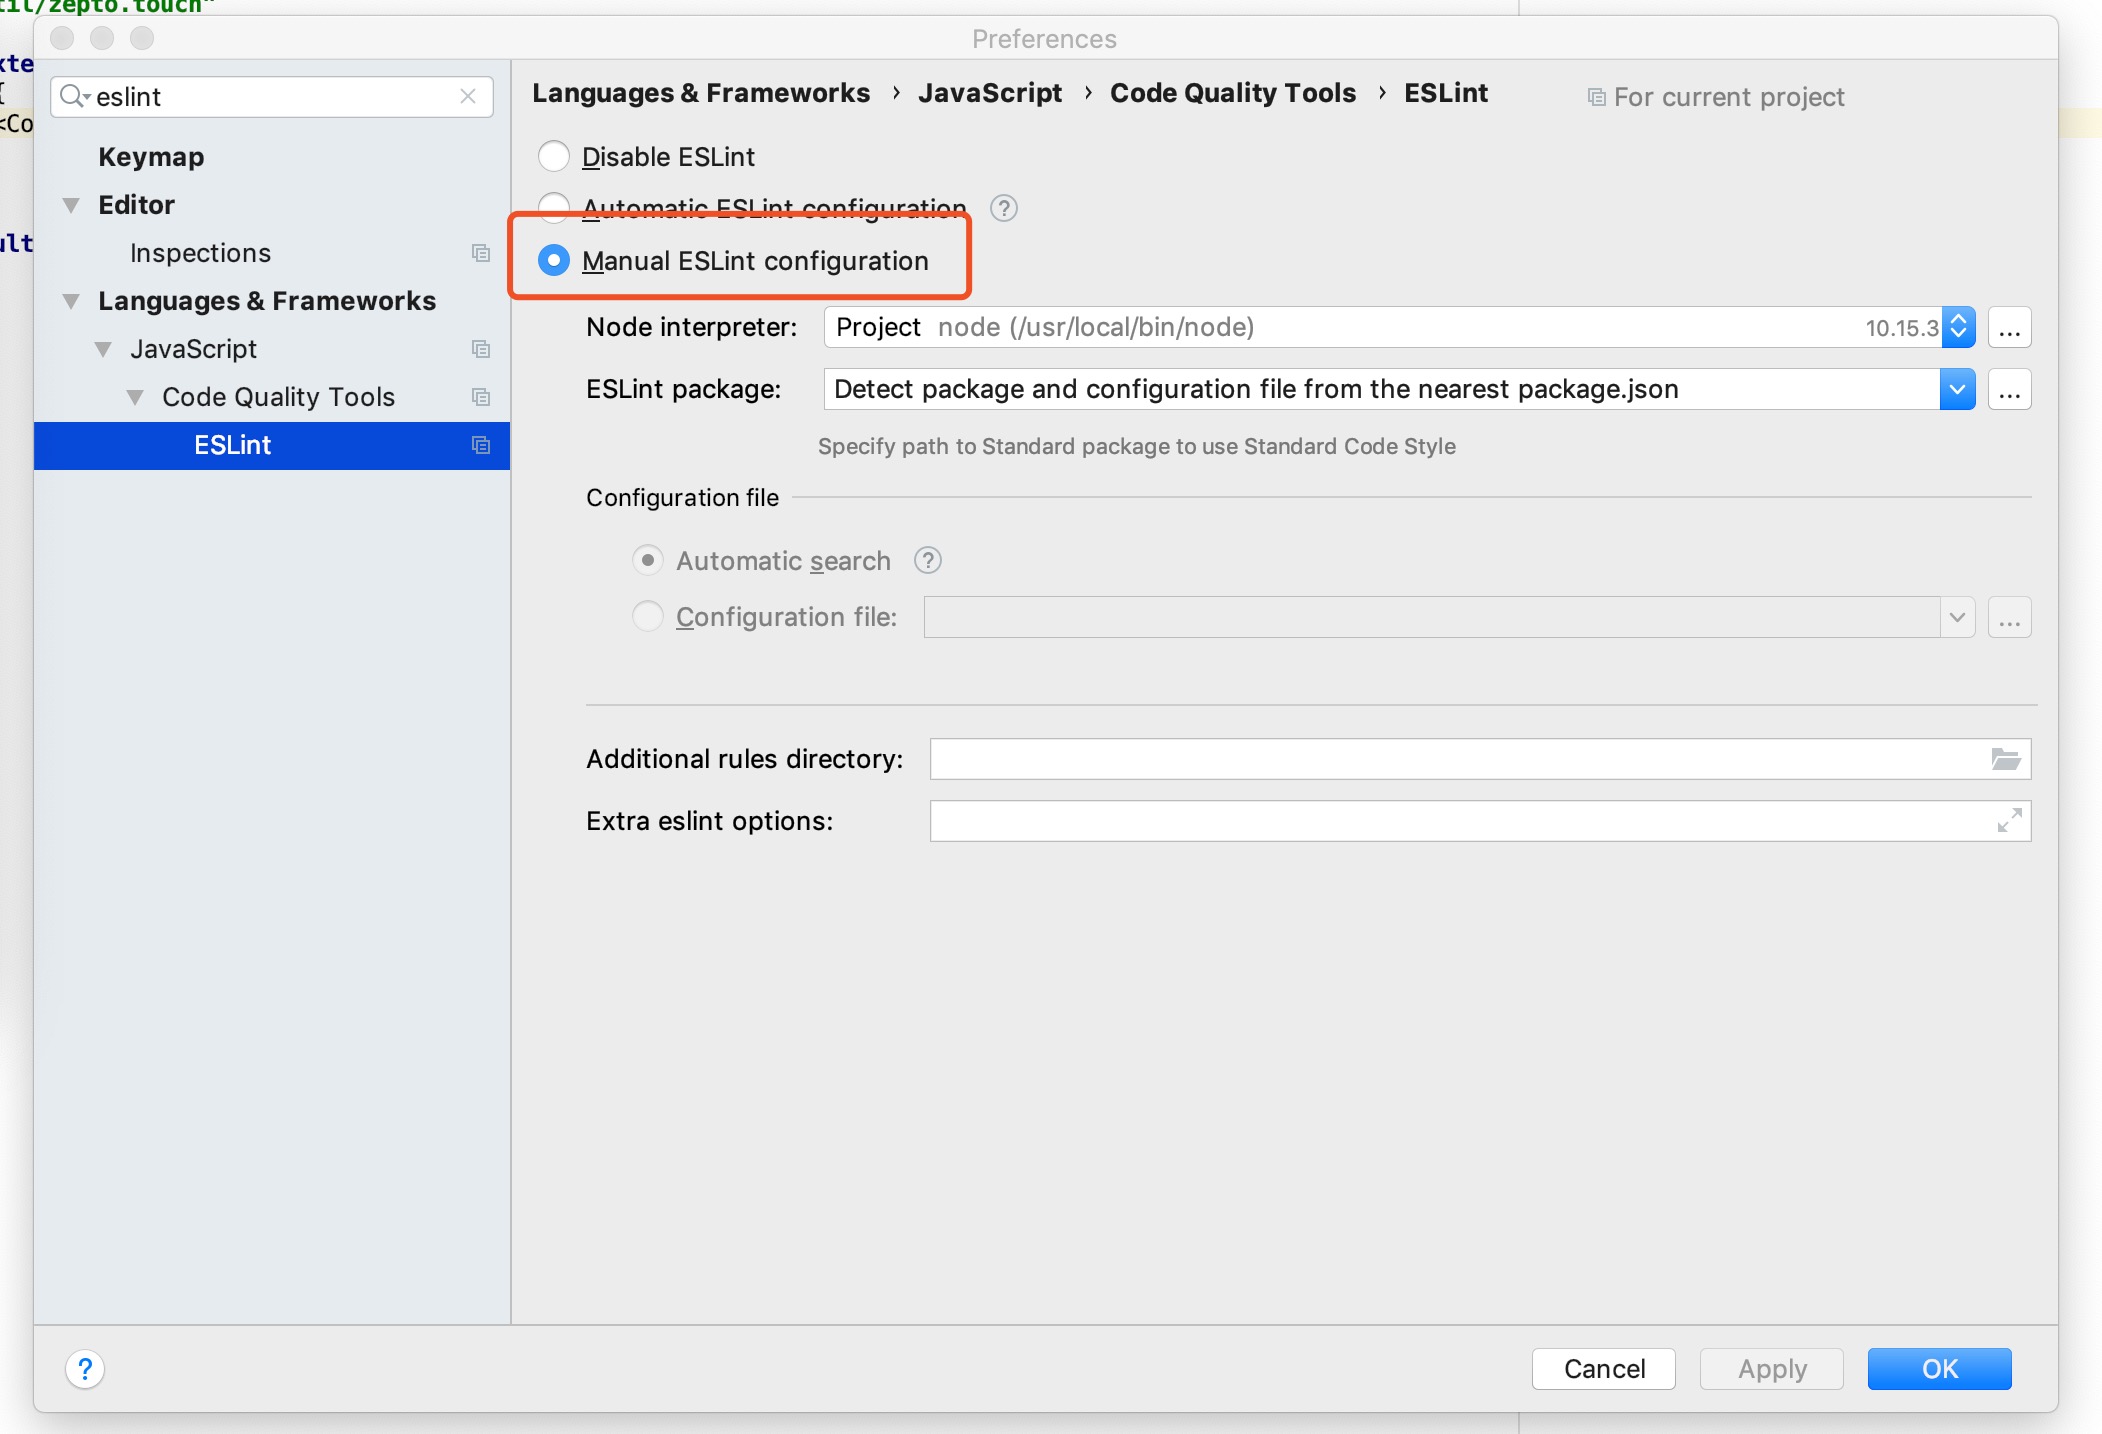 til/zepto.touch"
Preferences
xte
{
<Co
ult
eslint
Keymap
Editor
Inspections
Languages & Frameworks
JavaScript
Code Quality Tools
ESLint
Languages & Frameworks › JavaScript › Code Quality Tools › ESLint
For current project
Disable ESLint
Automatic ESLint configuration ?
Manual ESLint configuration
Node interpreter: Project node (/usr/local/bin/node) 10.15.3 ...
ESLint package: Detect package and configuration file from the nearest package.json ...
Specify path to Standard package to use Standard Code Style
Configuration file
Automatic search ?
Configuration file: ...
Additional rules directory:
Extra eslint options:
? Cancel Apply OK